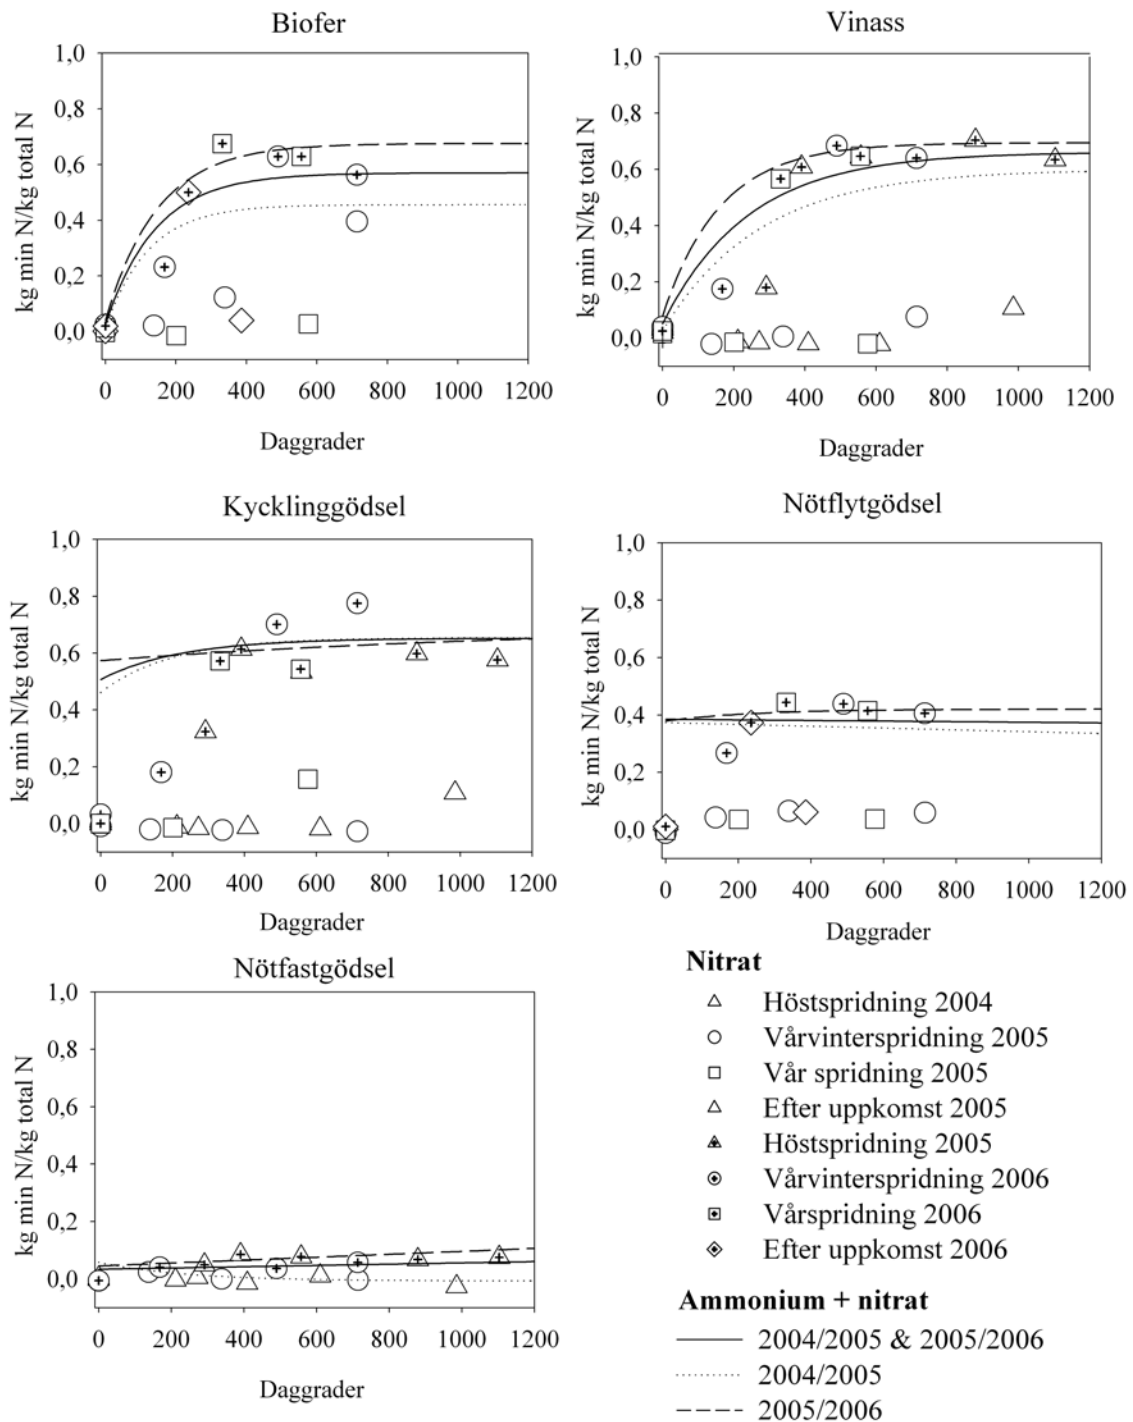 Biofer
kg min N/kg total N
1,0
0,8
0,6
0,4
0,2
0,0
0 200 400 600 800 1000 1200
Daggrader
Vinass
kg min N/kg total N
1,0
0,8
0,6
0,4
0,2
0,0
0 200 400 600 800 1000 1200
Daggrader
Kycklinggödsel
kg min N/kg total N
1,0
0,8
0,6
0,4
0,2
0,0
0 200 400 600 800 1000 1200
Daggrader
Nötflytgödsel
kg min N/kg total N
1,0
0,8
0,6
0,4
0,2
0,0
0 200 400 600 800 1000 1200
Daggrader
Nötfastgödsel
kg min N/kg total N
1,0
0,8
0,6
0,4
0,2
0,0
0 200 400 600 800 1000 1200
Daggrader
Nitrat
Höstspridning 2004
Vårvinterspridning 2005
Vår spridning 2005
Efter uppkomst 2005
Höstspridning 2005
Vårvinterspridning 2006
Vårspridning 2006
Efter uppkomst 2006
Ammonium + nitrat
2004/2005 & 2005/2006
2004/2005
2005/2006